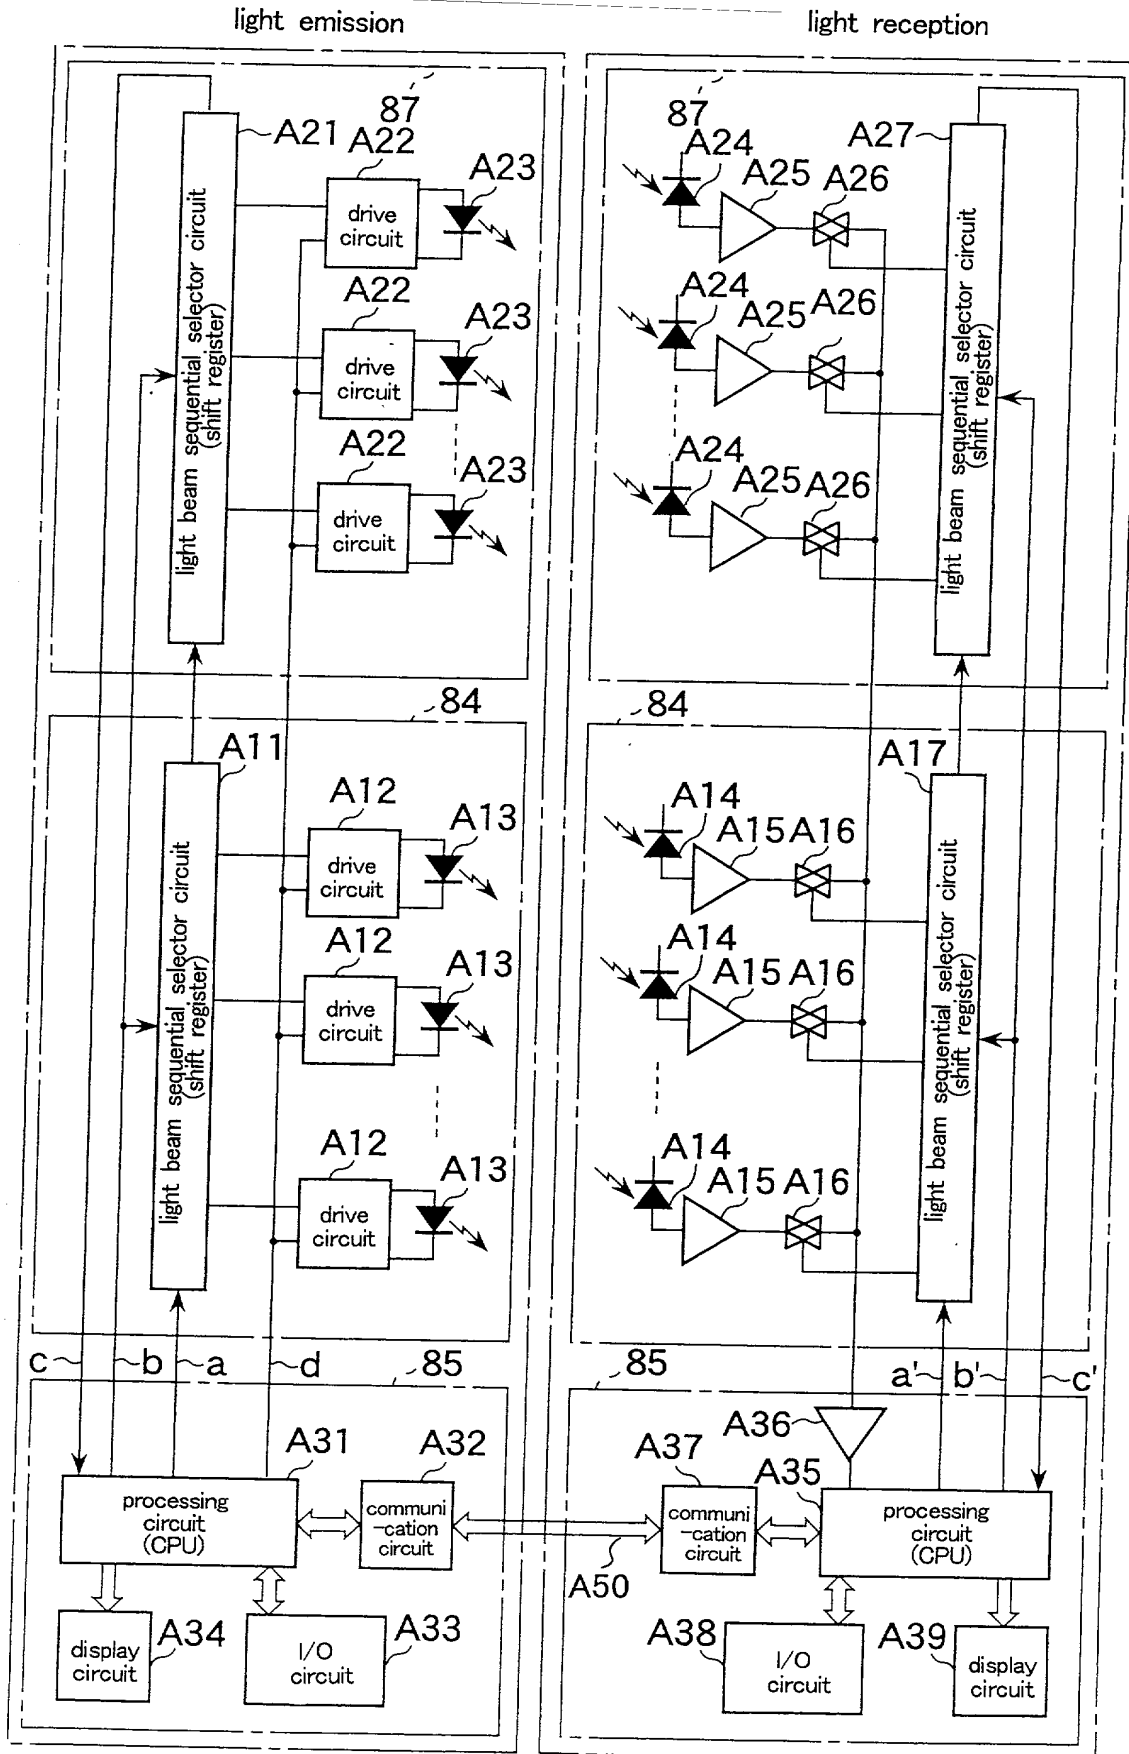 light emission
light reception
87
A21
A22
A23
drive
circuit
A22
A23
drive
circuit
A22
A23
drive
circuit
light beam sequential selector circuit
(shift register)
87
A24
A25
A26
A27
A24
A25
A26
A24
A25
A26
light beam sequential selector circuit
(shift register)
84
A11
A12
A13
drive
circuit
A12
A13
drive
circuit
A12
A13
drive
circuit
light beam sequential selector circuit
(shift register)
84
A17
A14
A15
A16
A14
A15
A16
A14
A15
A16
light beam sequential selector circuit
(shift register)
c
b
a
d
85
85
a'
b'
c'
A31
A32
processing
circuit
(CPU)
communi
-cation
circuit
A34
display
circuit
A33
I/O
circuit
A50
A36
A37
A35
communi
-cation
circuit
processing
circuit
(CPU)
A38
I/O
circuit
A39
display
circuit